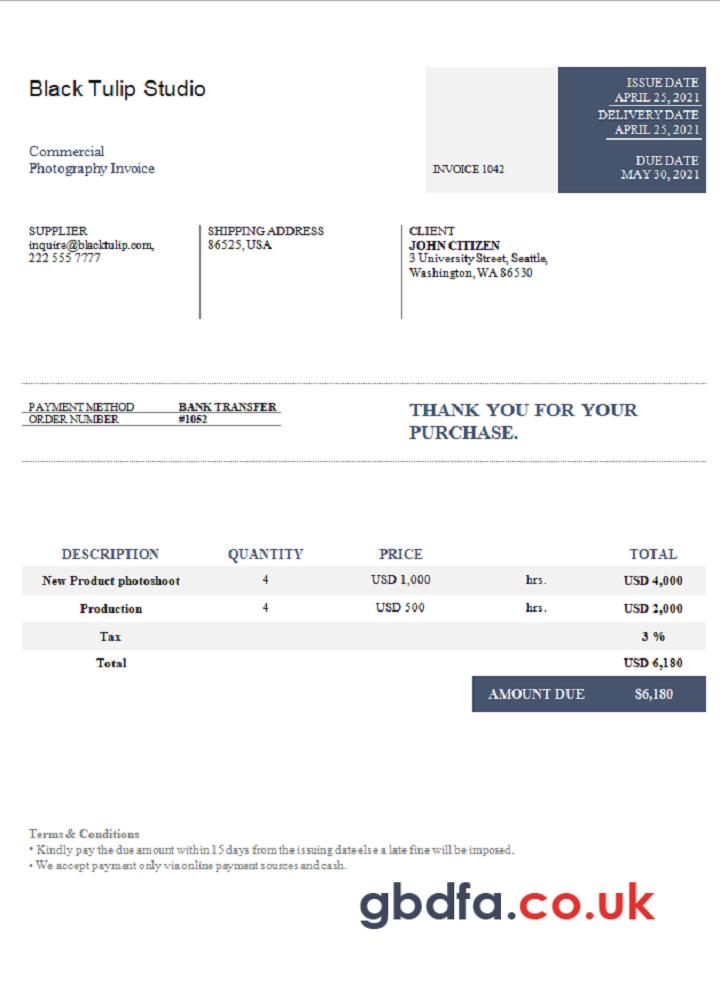 Black Tulip Studio
Commercial
Photography Invoice
INVOICE 1042
ISSUE DATE
APRIL 25, 2021
DELIVERY DATE
APRIL 25, 2021
DUE DATE
MAY 30, 2021
SUPPLIER
inquire@blacktulip.com,
222 555 7777
SHIPPING ADDRESS
86525, USA
CLIENT
JOHN CITIZEN
3 University Street, Seattle,
Washington, WA 86530
PAYMENT METHOD BANK TRANSFER
ORDER NUMBER #1052
THANK YOU FOR YOUR
PURCHASE.
DESCRIPTION QUANTITY PRICE TOTAL
New Product photoshoot 4 USD 1,000 hrs. USD 4,000
Production 4 USD 500 hrs. USD 2,000
Tax 3 %
Total USD 6,180
AMOUNT DUE $6,180
Terms & Conditions
• Kindly pay the due amount within 15 days from the issuing date else a late fine will be imposed.
• We accept payment only via online payment sources and cash.
gbdfa.co.uk